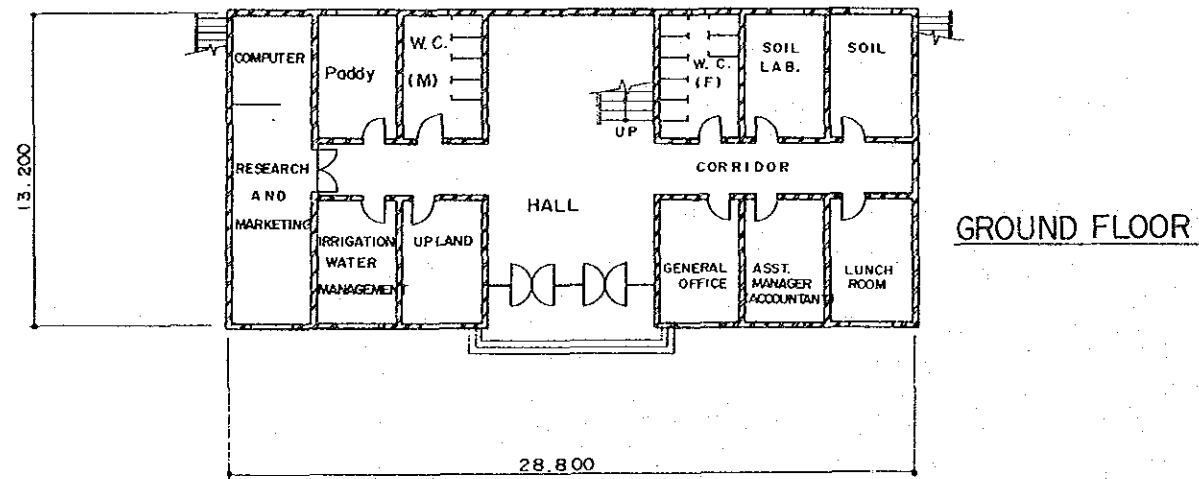 COMPUTER
Paddy
W.C.
(M)
W.C.
(F)
SOIL
LAB.
SOIL
UP
13.200
RESEARCH
AND
MARKETING
CORRIDOR
HALL
GROUND FLOOR
IRRIGATION
WATER
MANAGEMENT
UPLAND
GENERAL
OFFICE
ASST.
MANAGER
(ACCOUNTANT)
LUNCH
ROOM
28.800